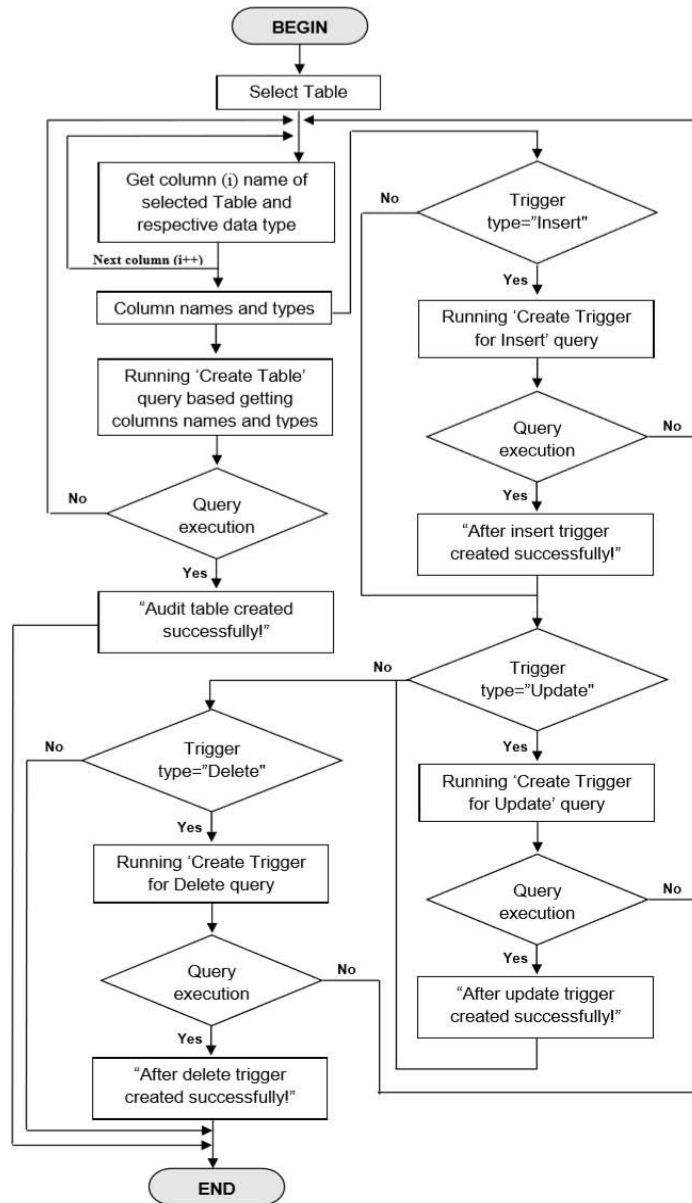 BEGIN
Select Table
Get column (i) name of
selected Table and
respective data type
Next column (i++)
Column names and types
Running ‘Create Table’
query based getting
columns names and types
No
Query
execution
Yes
“Audit table created
successfully!”
No
Trigger
type=”Insert"
Yes
Running ‘Create Trigger
for Insert’ query
Query
execution
No
Yes
“After insert trigger
created successfully!”
No
Trigger
type=”Update"
Yes
Running ‘Create Trigger
for Update’ query
Query
execution
No
Yes
“After update trigger
created successfully!”
No
Trigger
type=”Delete"
Yes
Running ‘Create Trigger
for Delete query
Query
execution
No
Yes
“After delete trigger
created successfully!”
END